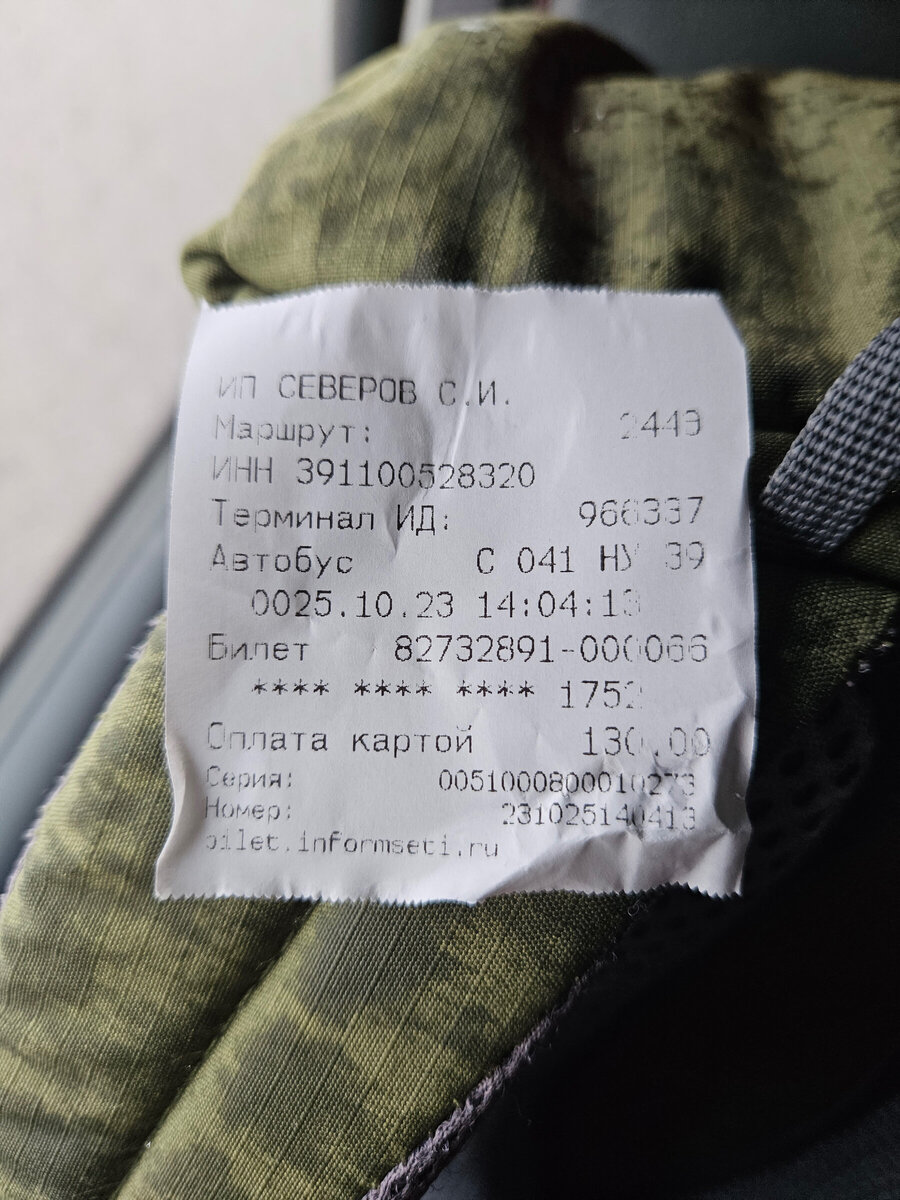 ИП СЕВЕРОВ С.И.
Маршрут: 2449
ИНН 391100528320
Терминал ИД: 966337
Автобус С 041 НУ 39
0025.10.23 14:04:13
Билет 82732891-000066
**** **** **** 1752
Оплата картой 130.00
Серия: 0051000800010273
Номер: 231025140413
bilet.informseti.ru